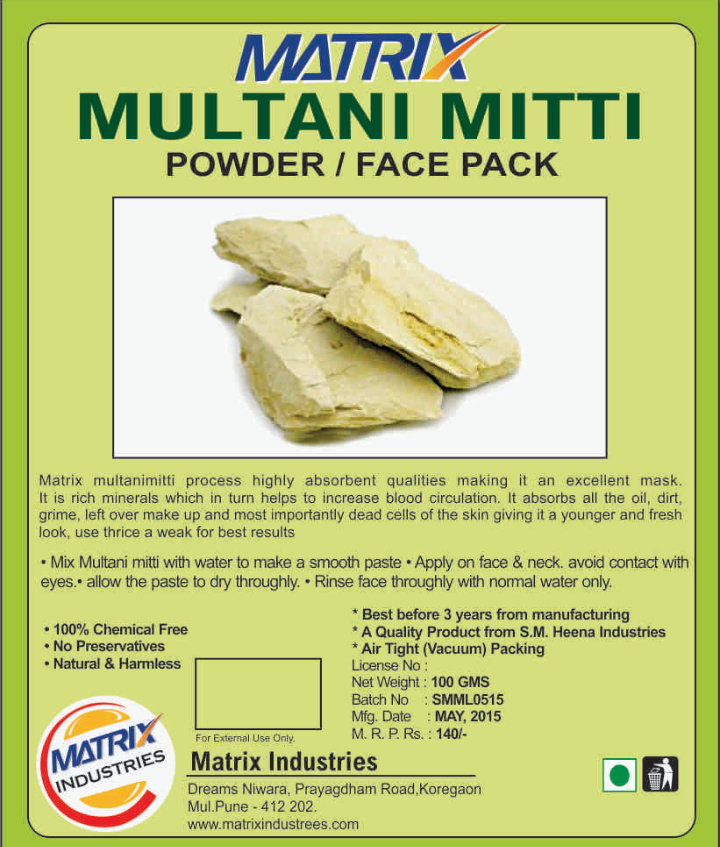 MATRIX
MULTANI MITTI
POWDER / FACE PACK
Matrix multanimitti process highly absorbent qualities making it an excellent mask.
It is rich minerals which in turn helps to increase blood circulation. It absorbs all the oil, dirt,
grime, left over make up and most importantly dead cells of the skin giving it a younger and fresh
look, use thrice a weak for best results
• Mix Multani mitti with water to make a smooth paste • Apply on face & neck. avoid contact with
eyes.• allow the paste to dry throughly. • Rinse face throughly with normal water only.
• 100% Chemical Free
• No Preservatives
• Natural & Harmless
* Best before 3 years from manufacturing
* A Quality Product from S.M. Heena Industries
* Air Tight (Vacuum) Packing
License No :
Net Weight : 100 GMS
Batch No : SMML0515
Mfg. Date : MAY, 2015
M. R. P. Rs. : 140/-
For External Use Only.
MATRIX
INDUSTRIES
Matrix Industries
Dreams Niwara, Prayagdham Road,Koregaon
Mul.Pune - 412 202.
www.matrixindustrees.com